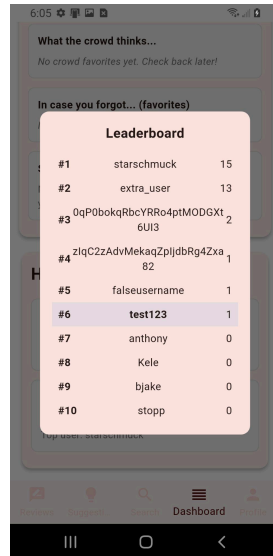 6:05
What the crowd thinks...
No crowd favorites yet. Check back later!
In case you forgot... (favorites)
Leaderboard
#1 starschmuck 15
#2 extra_user 13
#3 0qP0bokqRbcYRRo4ptMODGXt 2
6UI3
#4 zIqC2zAdvMekaqZpIjdbRg4Zxa 1
82
#5 falseusername 1
#6 test123 1
#7 anthony 0
#8 Kele 0
#9 bjake 0
#10 stopp 0
Top user: starschmuck
Dashboard